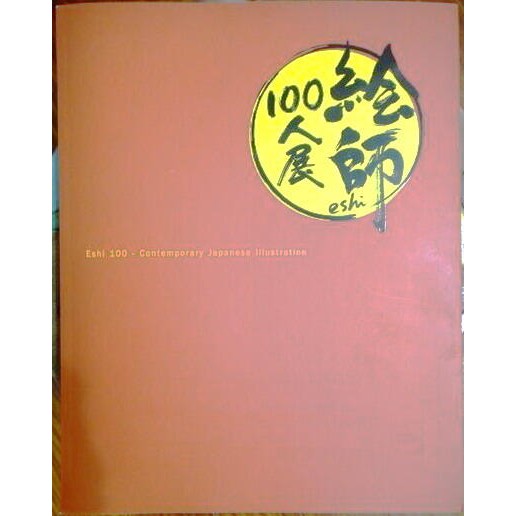 絵師
100人展
eshi
Eshi 100 - Contemporary Japanese Illustration